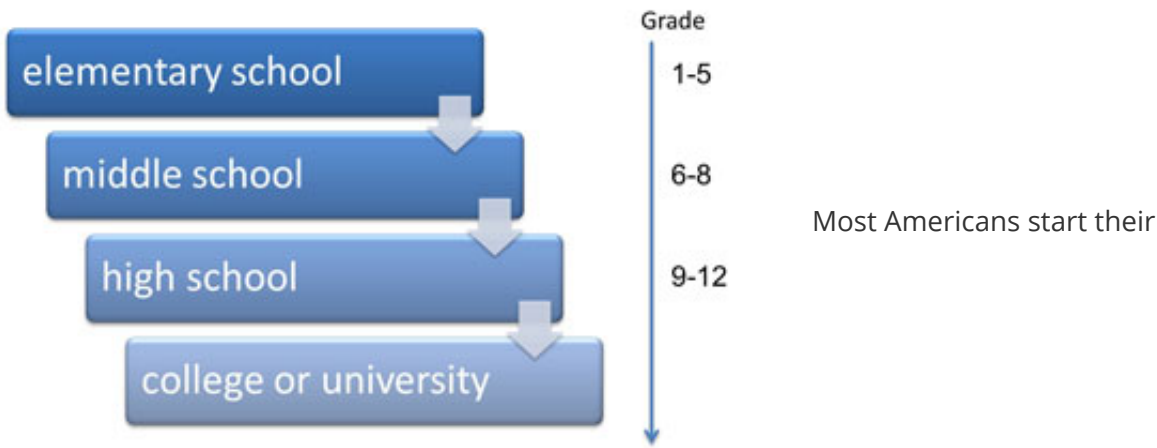 Grade
elementary school
1-5
middle school
6-8
Most Americans start their
high school
9-12
college or university